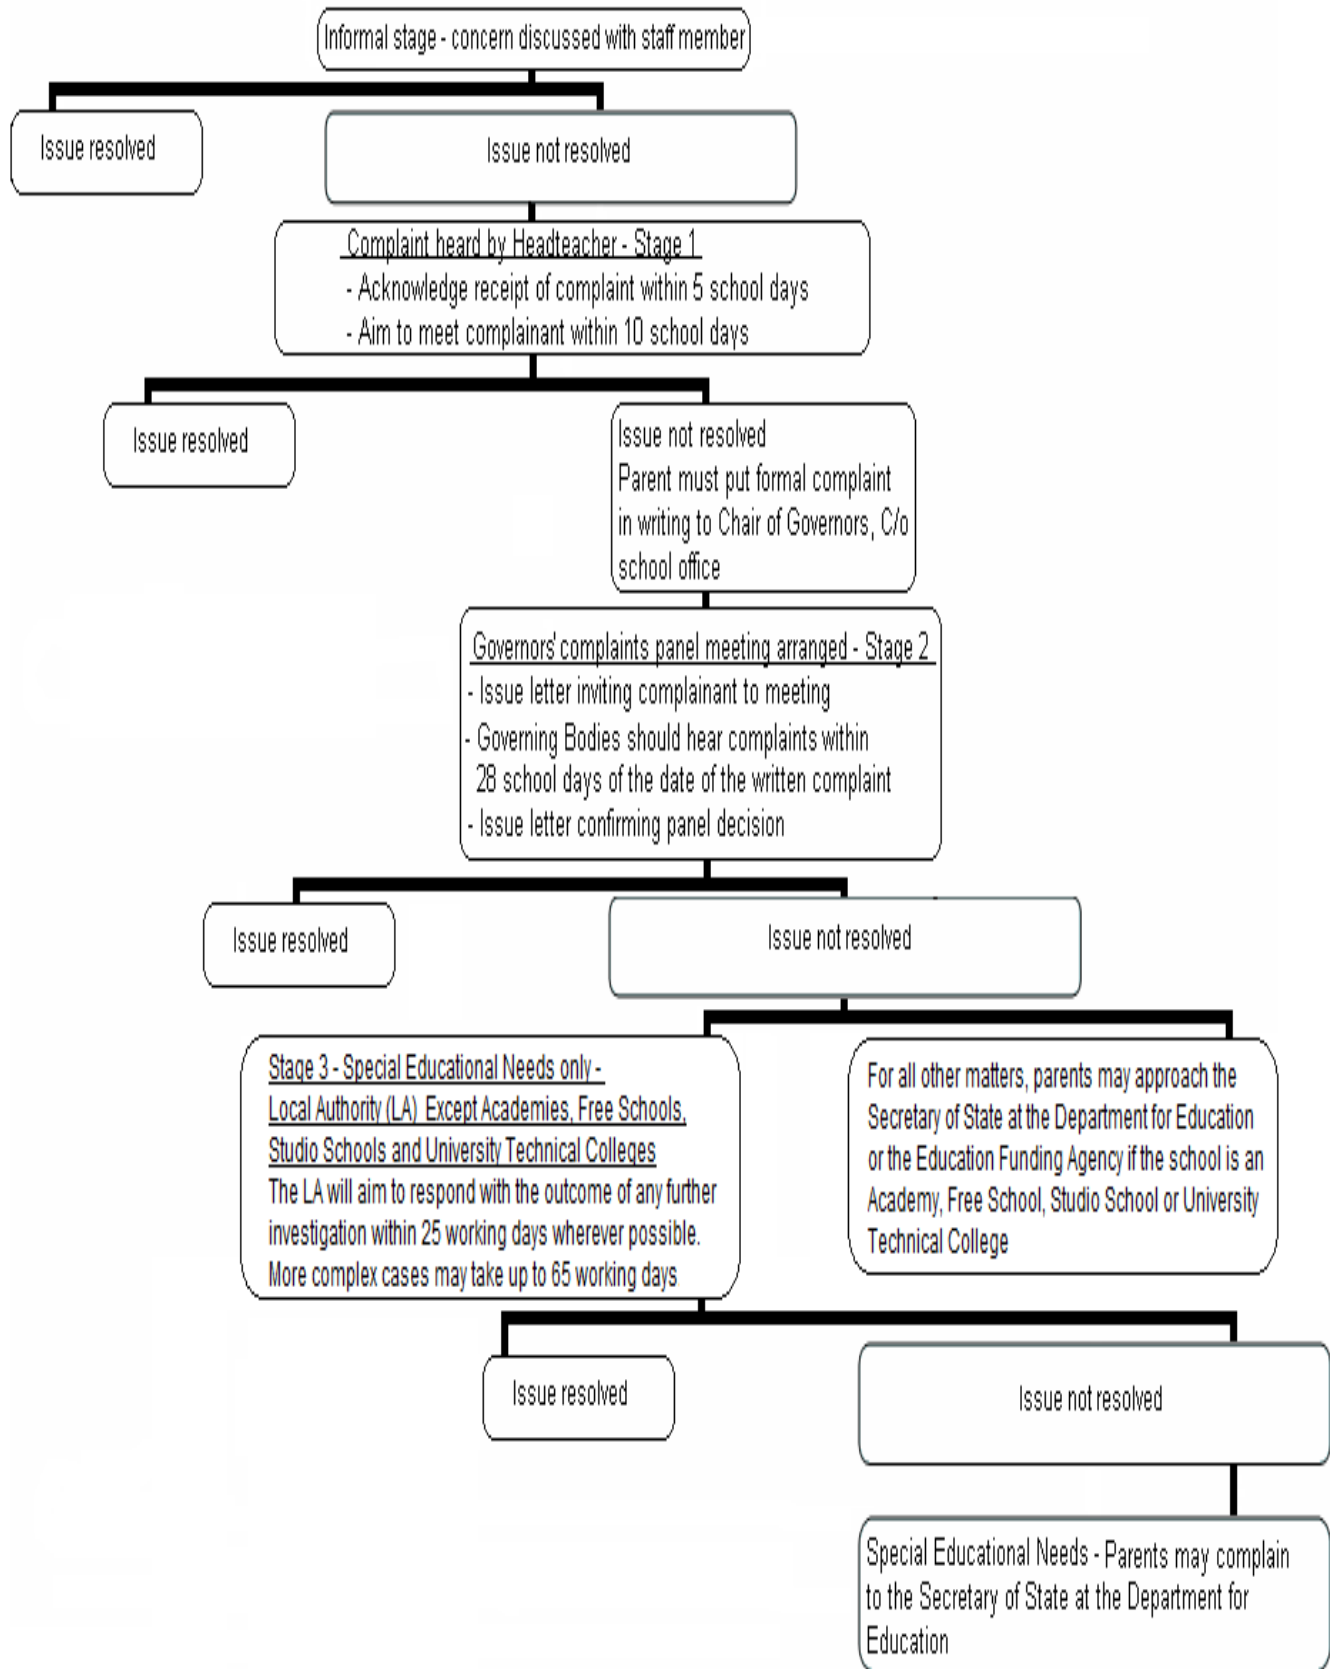 Informal stage - concern discussed with staff member
Issue resolved
Issue not resolved
Complaint heard by Headteacher - Stage 1
- Acknowledge receipt of complaint within 5 school days
- Aim to meet complainant within 10 school days
Issue resolved
Issue not resolved
Parent must put formal complaint
in writing to Chair of Governors, C/o
school office
Governors' complaints panel meeting arranged - Stage 2
- Issue letter inviting complainant to meeting
- Governing Bodies should hear complaints within
28 school days of the date of the written complaint
- Issue letter confirming panel decision
Issue resolved
Issue not resolved
Stage 3 - Special Educational Needs only -
Local Authority (LA) Except Academies, Free Schools,
Studio Schools and University Technical Colleges
The LA will aim to respond with the outcome of any further
investigation within 25 working days wherever possible.
More complex cases may take up to 65 working days
For all other matters, parents may approach the
Secretary of State at the Department for Education
or the Education Funding Agency if the school is an
Academy, Free School, Studio School or University
Technical College
Issue resolved
Issue not resolved
Special Educational Needs - Parents may complain
to the Secretary of State at the Department for
Education